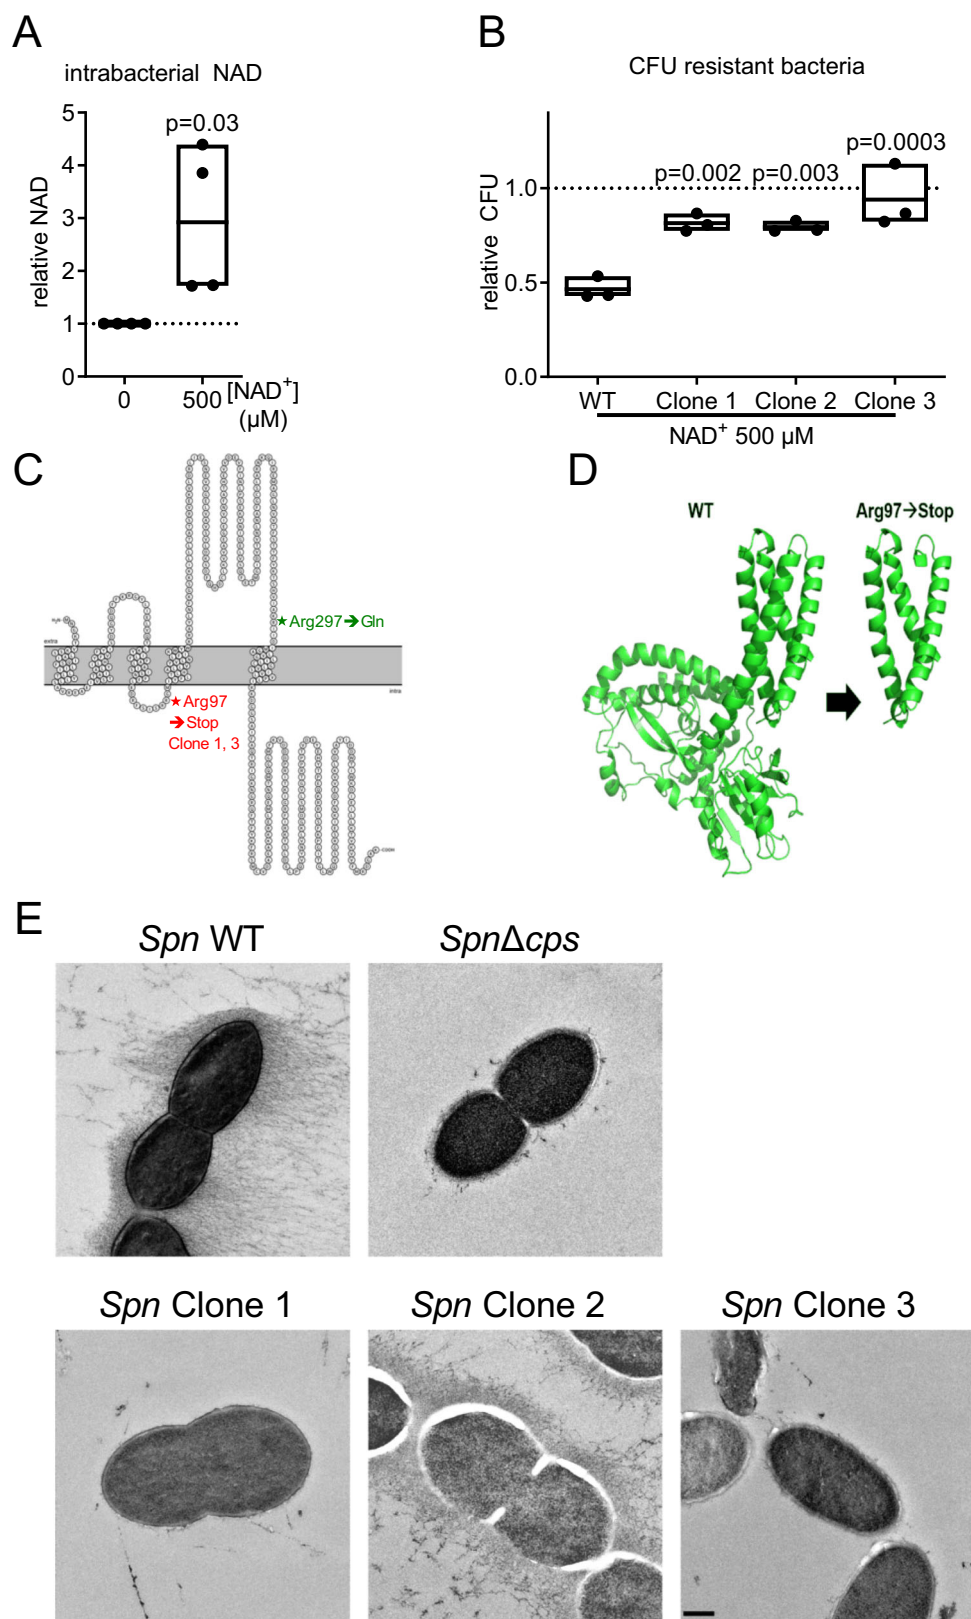 A
intrabacterial NAD
p=0.03
5
4
3
2
1
0
relative NAD
0
500
[NAD⁺]
(µM)
B
CFU resistant bacteria
p=0.002
p=0.003
p=0.0003
1.0
0.5
0.0
relative CFU
WT
Clone 1
Clone 2
Clone 3
NAD⁺ 500 µM
C
extra
intra
COOH
★Arg297➔Gln
★Arg97
➔Stop
Clone 1, 3
D
WT
Arg97→Stop
E
Spn WT
SpnΔcps
Spn Clone 1
Spn Clone 2
Spn Clone 3